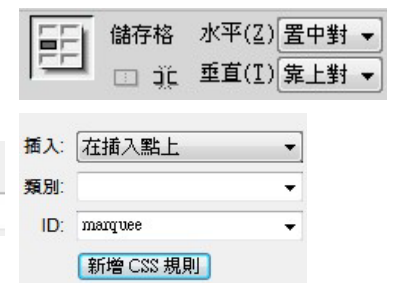 儲存格 水平(Z) 置中對
垂直(T) 靠上對
插入: 在插入點上
類別:
ID: marquee
新增 CSS 規則